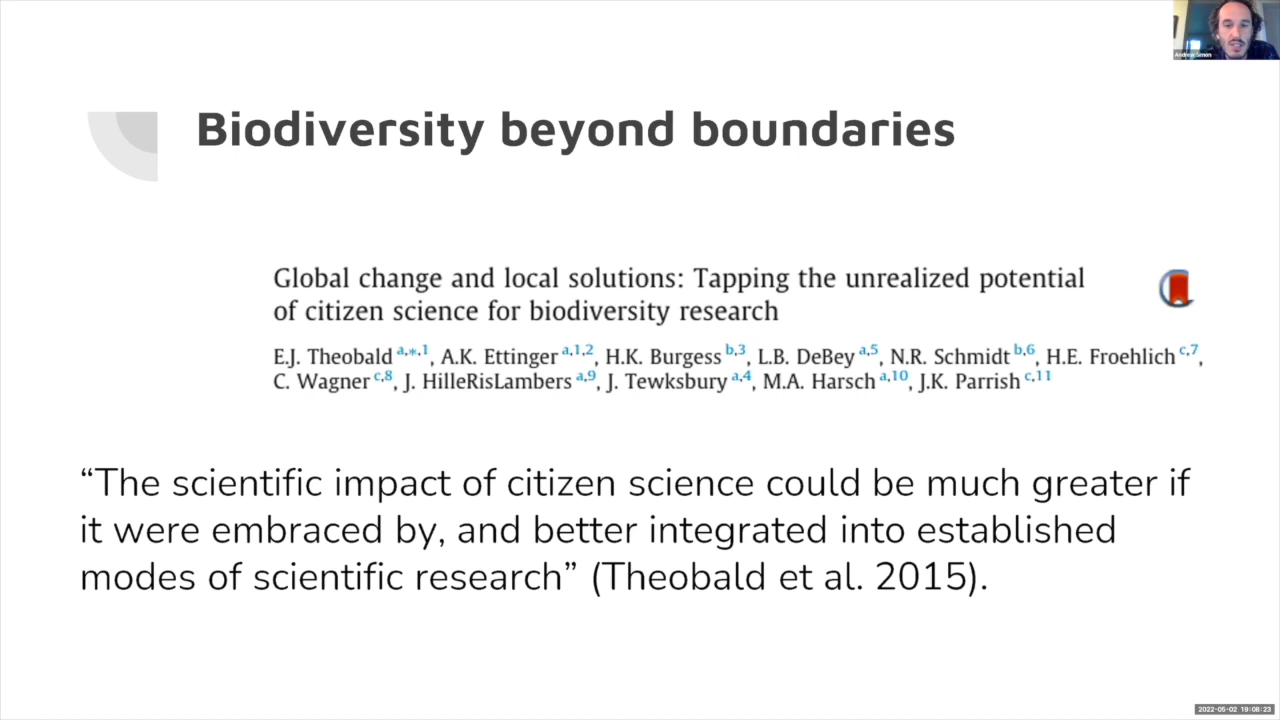 Andrew Simon
Biodiversity beyond boundaries
Global change and local solutions: Tapping the unrealized potential
of citizen science for biodiversity research
E.J. Theobald a,*,1, A.K. Ettinger a,1,2, H.K. Burgess b,3, L.B. DeBey a,5, N.R. Schmidt b,6, H.E. Froehlich c,7,
C. Wagner c,8, J. HilleRisLambers a,9, J. Tewksbury a,4, M.A. Harsch a,10, J.K. Parrish c,11
“The scientific impact of citizen science could be much greater if
it were embraced by, and better integrated into established
modes of scientific research” (Theobald et al. 2015).
2022-05-02 19:08:23